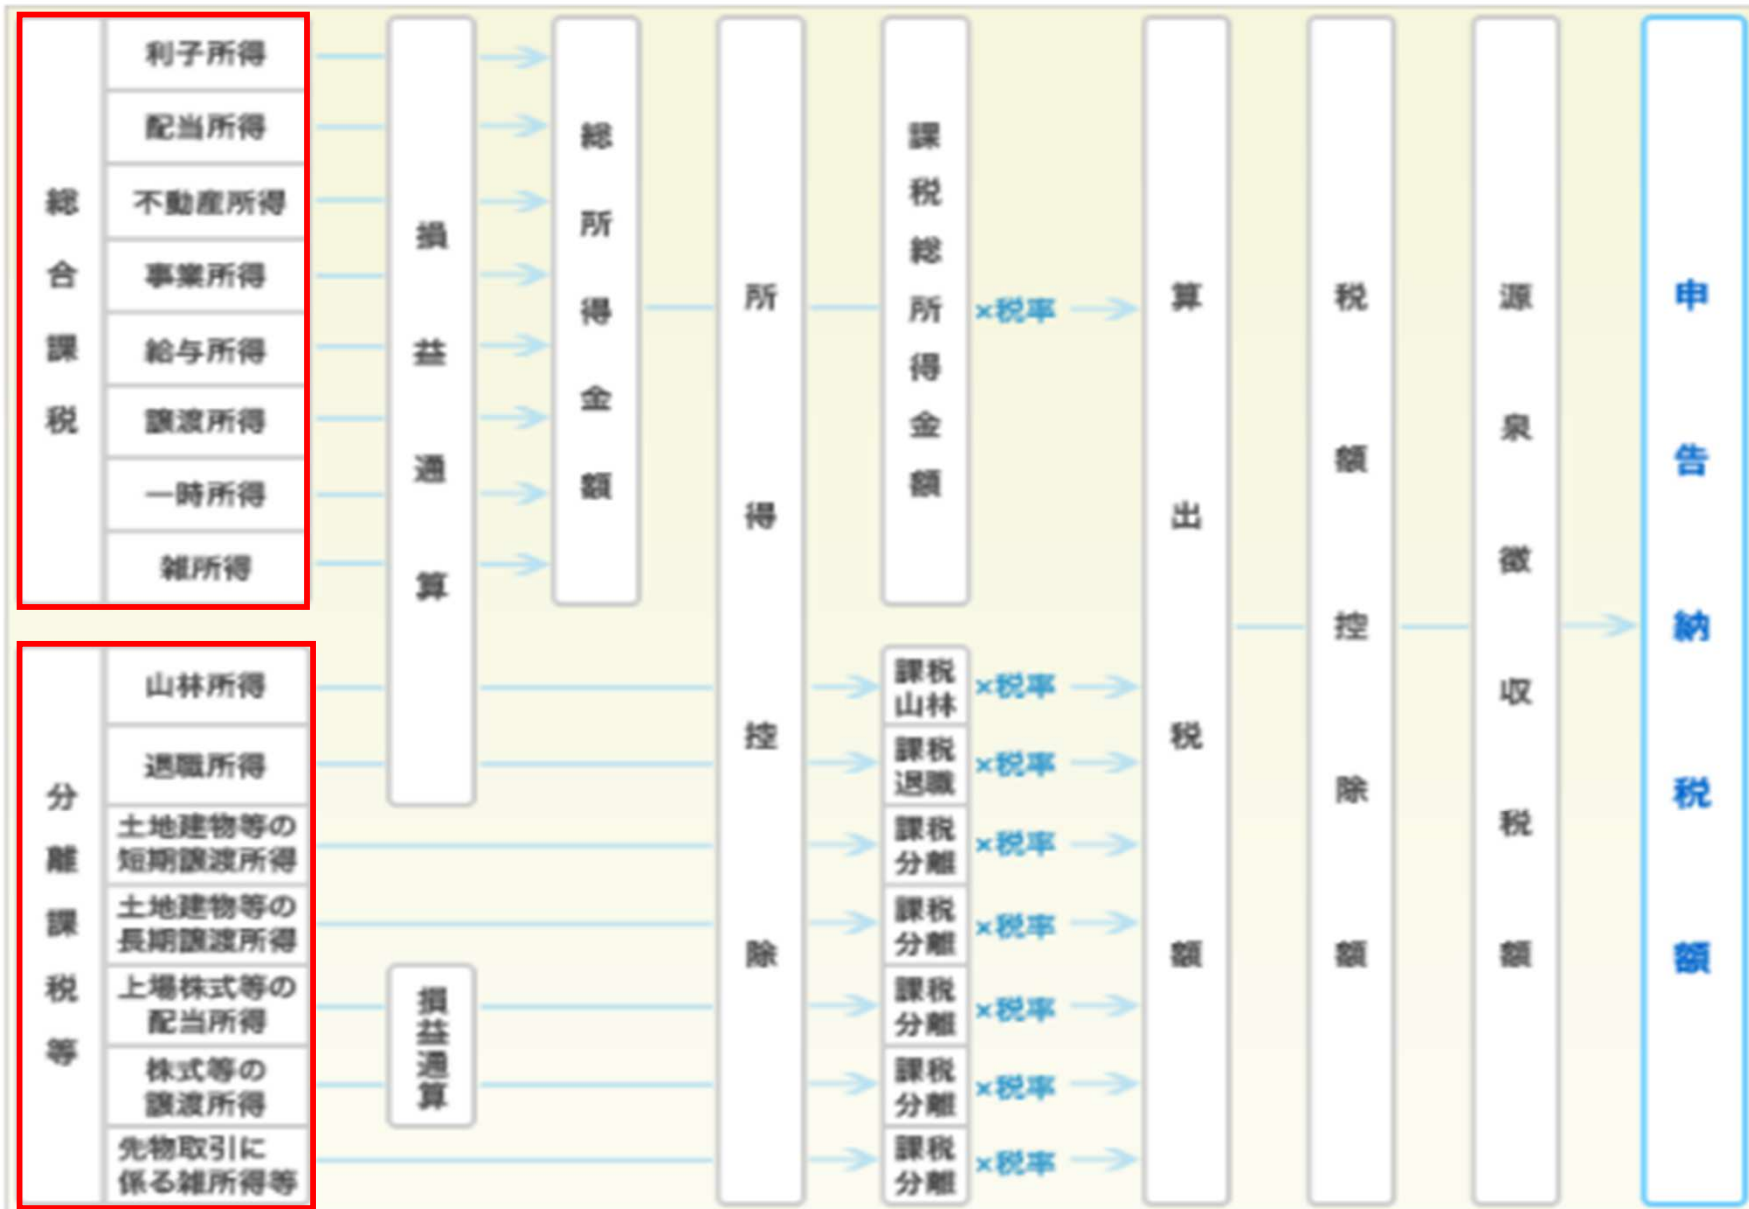 総合課税
利子所得
配当所得
不動産所得
事業所得
給与所得
譲渡所得
一時所得
雑所得
分離課税等
山林所得
退職所得
土地建物等の
短期譲渡所得
土地建物等の
長期譲渡所得
上場株式等の
配当所得
株式等の
譲渡所得
先物取引に
係る雑所得等
損益通算
損益通算
総所得金額
所得控除
課税総所得金額
課税
山林
課税
退職
課税
分離
課税
分離
課税
分離
課税
分離
課税
分離
×税率
×税率
×税率
×税率
×税率
×税率
×税率
×税率
算出税額
税額控除額
源泉徴収税額
申告納税額